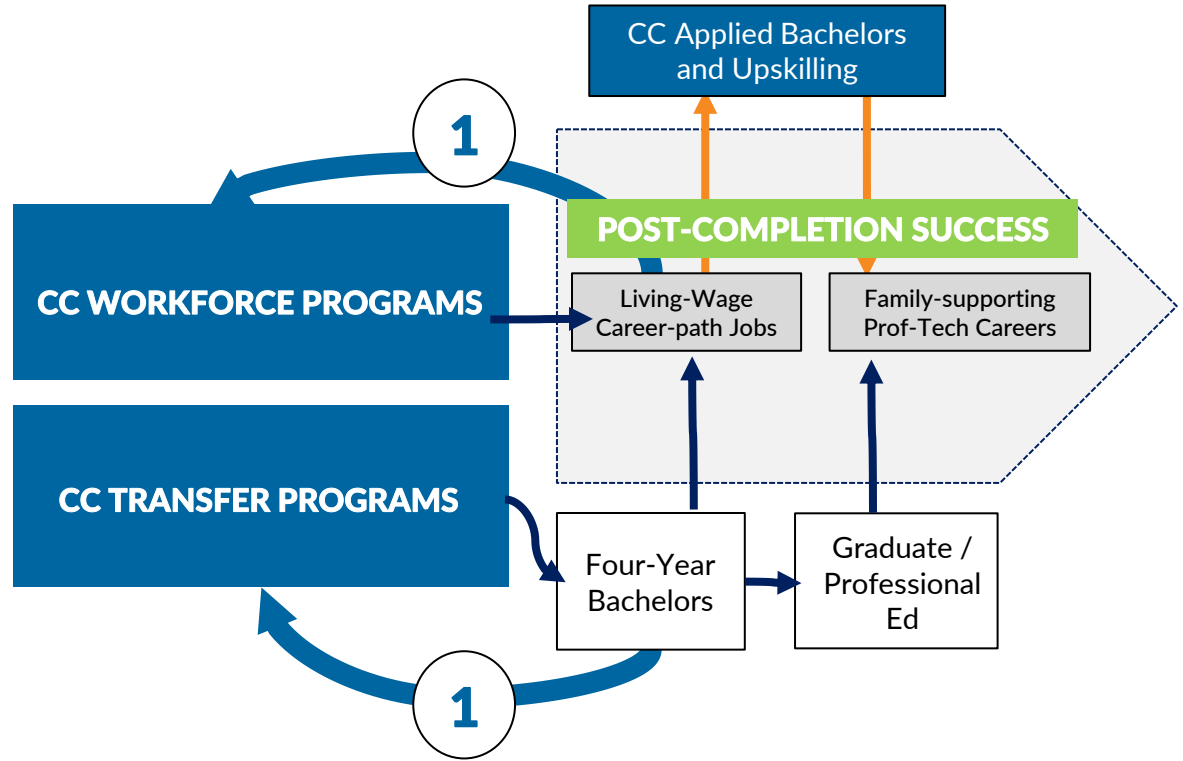 CC Applied Bachelors
and Upskilling
1
POST-COMPLETION SUCCESS
CC WORKFORCE PROGRAMS
Living-Wage
Career-path Jobs
Family-supporting
Prof-Tech Careers
CC TRANSFER PROGRAMS
Four-Year
Bachelors
Graduate /
Professional
Ed
1